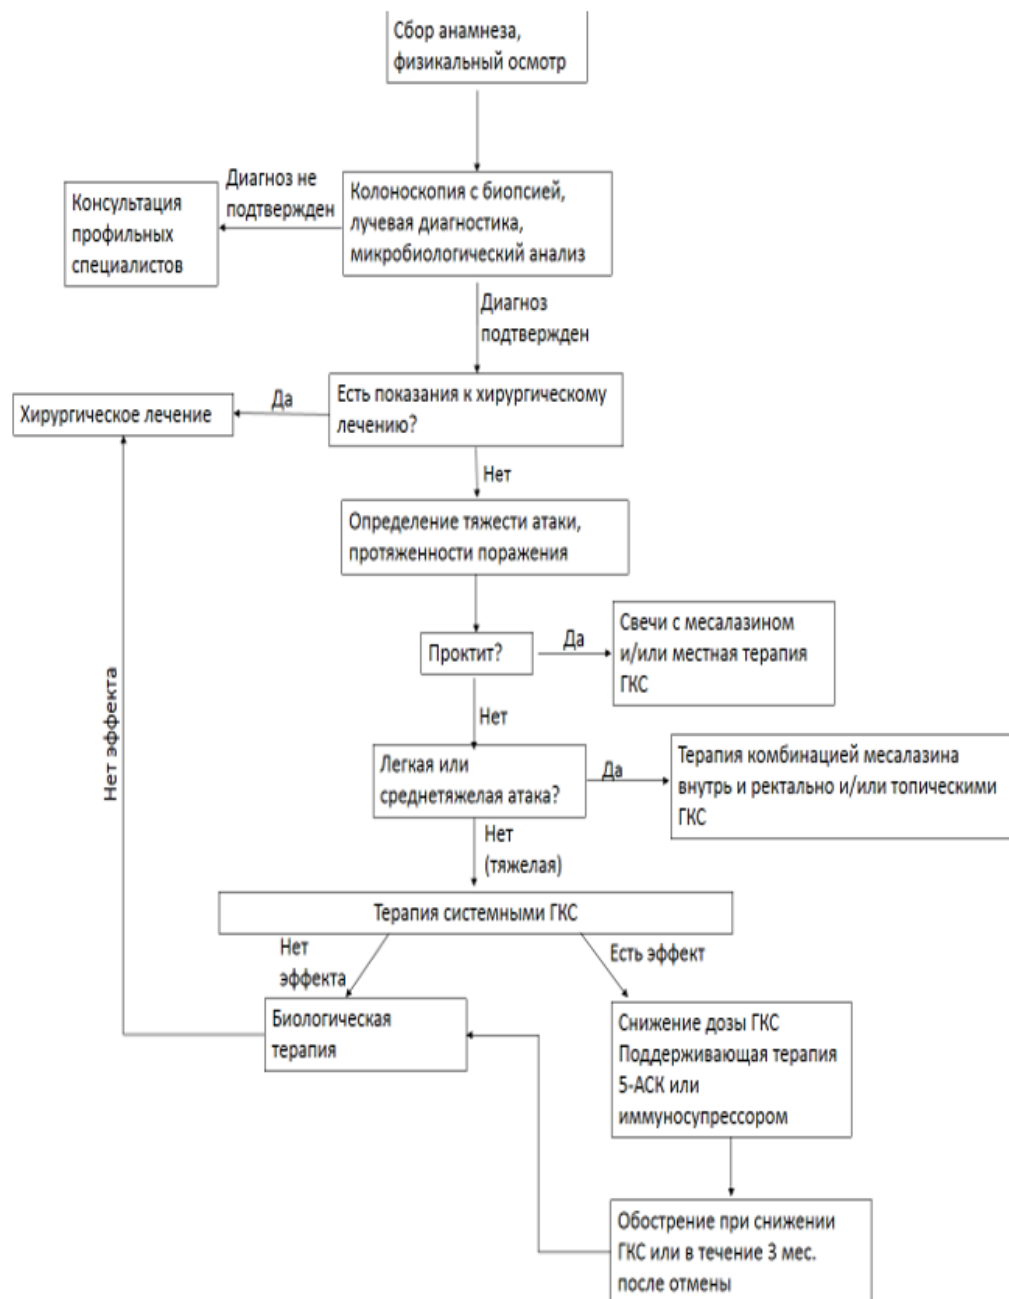 Сбор анамнеза,
физикальный осмотр
Диагноз не
подтвержден
Консультация
профильных
специалистов
Колоноскопия с биопсией,
лучевая диагностика,
микробиологический анализ
Диагноз
подтвержден
Есть показания к хирургическому
лечению?
Да
Хирургическое лечение
Нет
Определение тяжести атаки,
протяженности поражения
Проктит?
Да
Свечи с месалазином
и/или местная терапия
ГКС
Нет
Легкая или
среднетяжелая атака?
Да
Терапия комбинацией месалазина
внутрь и ректально и/или топическими
ГКС
Нет
(тяжелая)
Терапия системными ГКС
Нет
эффекта
Есть эффект
Биологическая
терапия
Нет эффекта
Снижение дозы ГКС
Поддерживающая терапия
5-АСК или
иммуносупрессором
Обострение при снижении
ГКС или в течение 3 мес.
после отмены